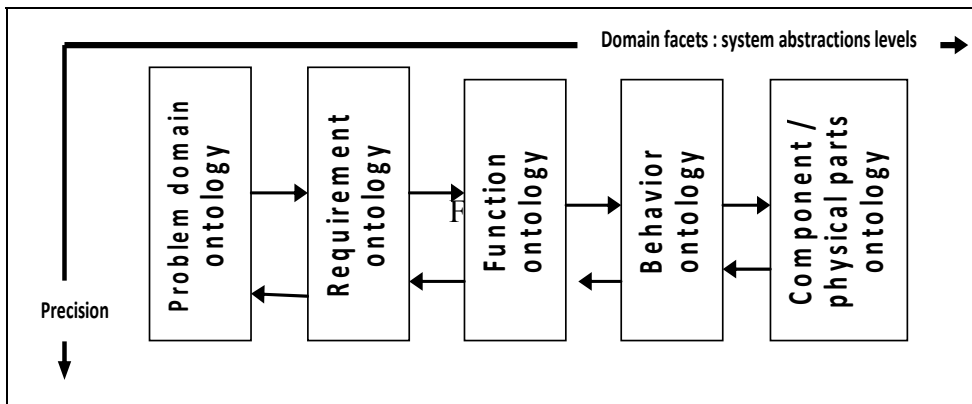 Domain facets : system abstractions levels
Problem domain
ontology
Requirement
ontology
F
Function
ontology
Behavior
ontology
Component /
physical parts
ontology
Precision